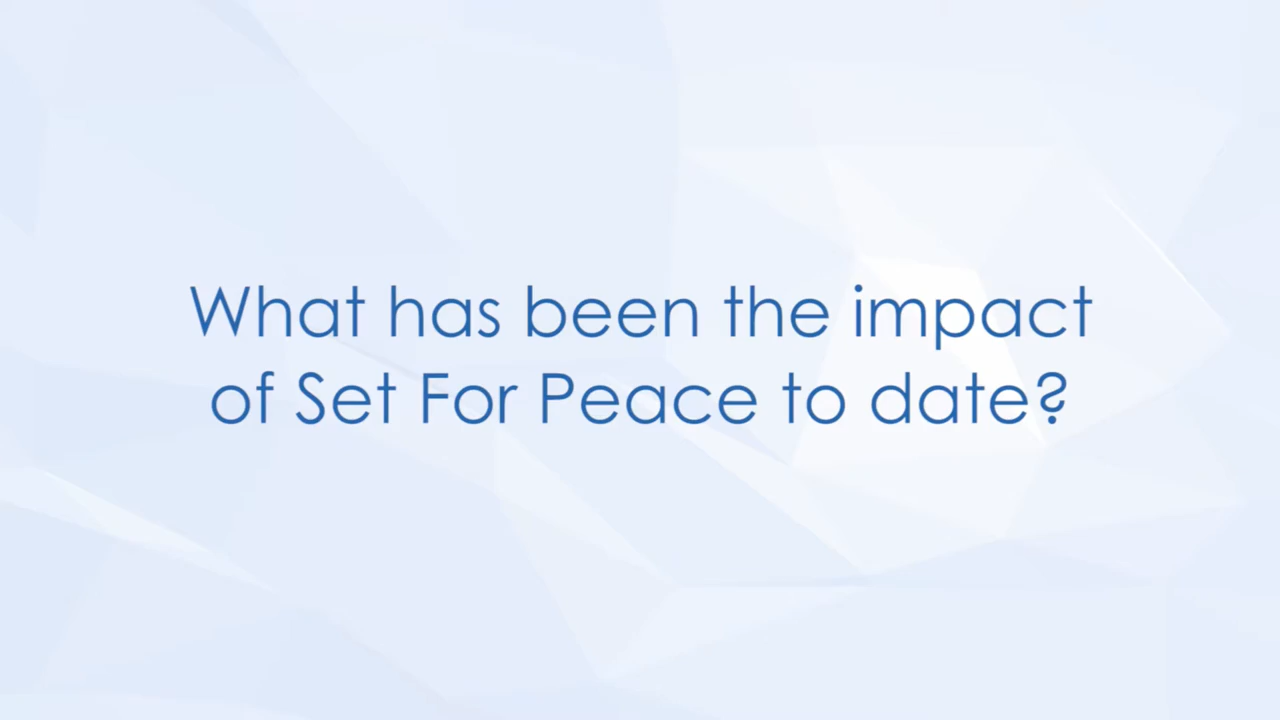 What has been the impact
of Set For Peace to date?